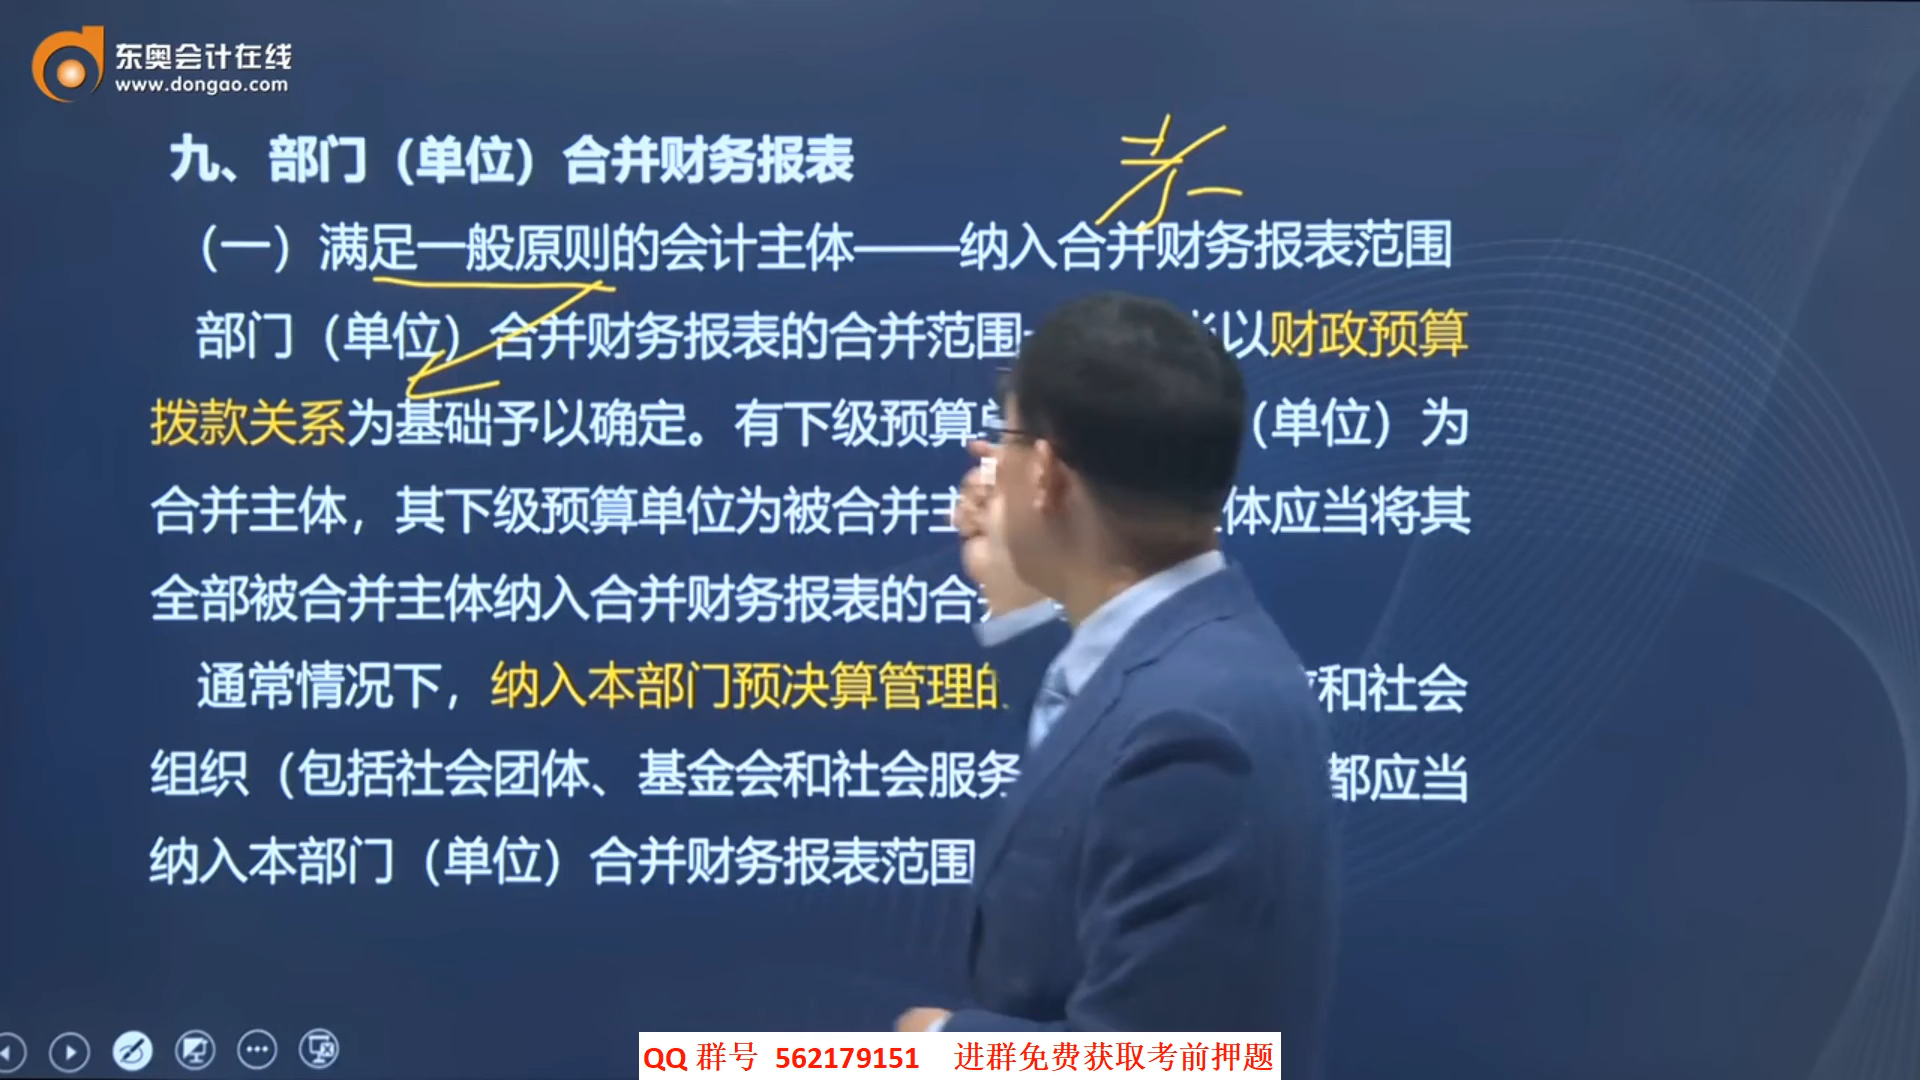 东奥会计在线
www.dongao.com
九、部门（单位）合并财务报表
（一）满足一般原则的会计主体——纳入合并财务报表范围
部门（单位）合并财务报表的合并范围 以财政预算
拨款关系为基础予以确定。有下级预算 （单位）为
合并主体，其下级预算单位为被合并主 体应当将其
全部被合并主体纳入合并财务报表的合
通常情况下，纳入本部门预决算管理的 和社会
组织（包括社会团体、基金会和社会服务 都应当
纳入本部门（单位）合并财务报表范围
QQ 群号 562179151 进群免费获取考前押题